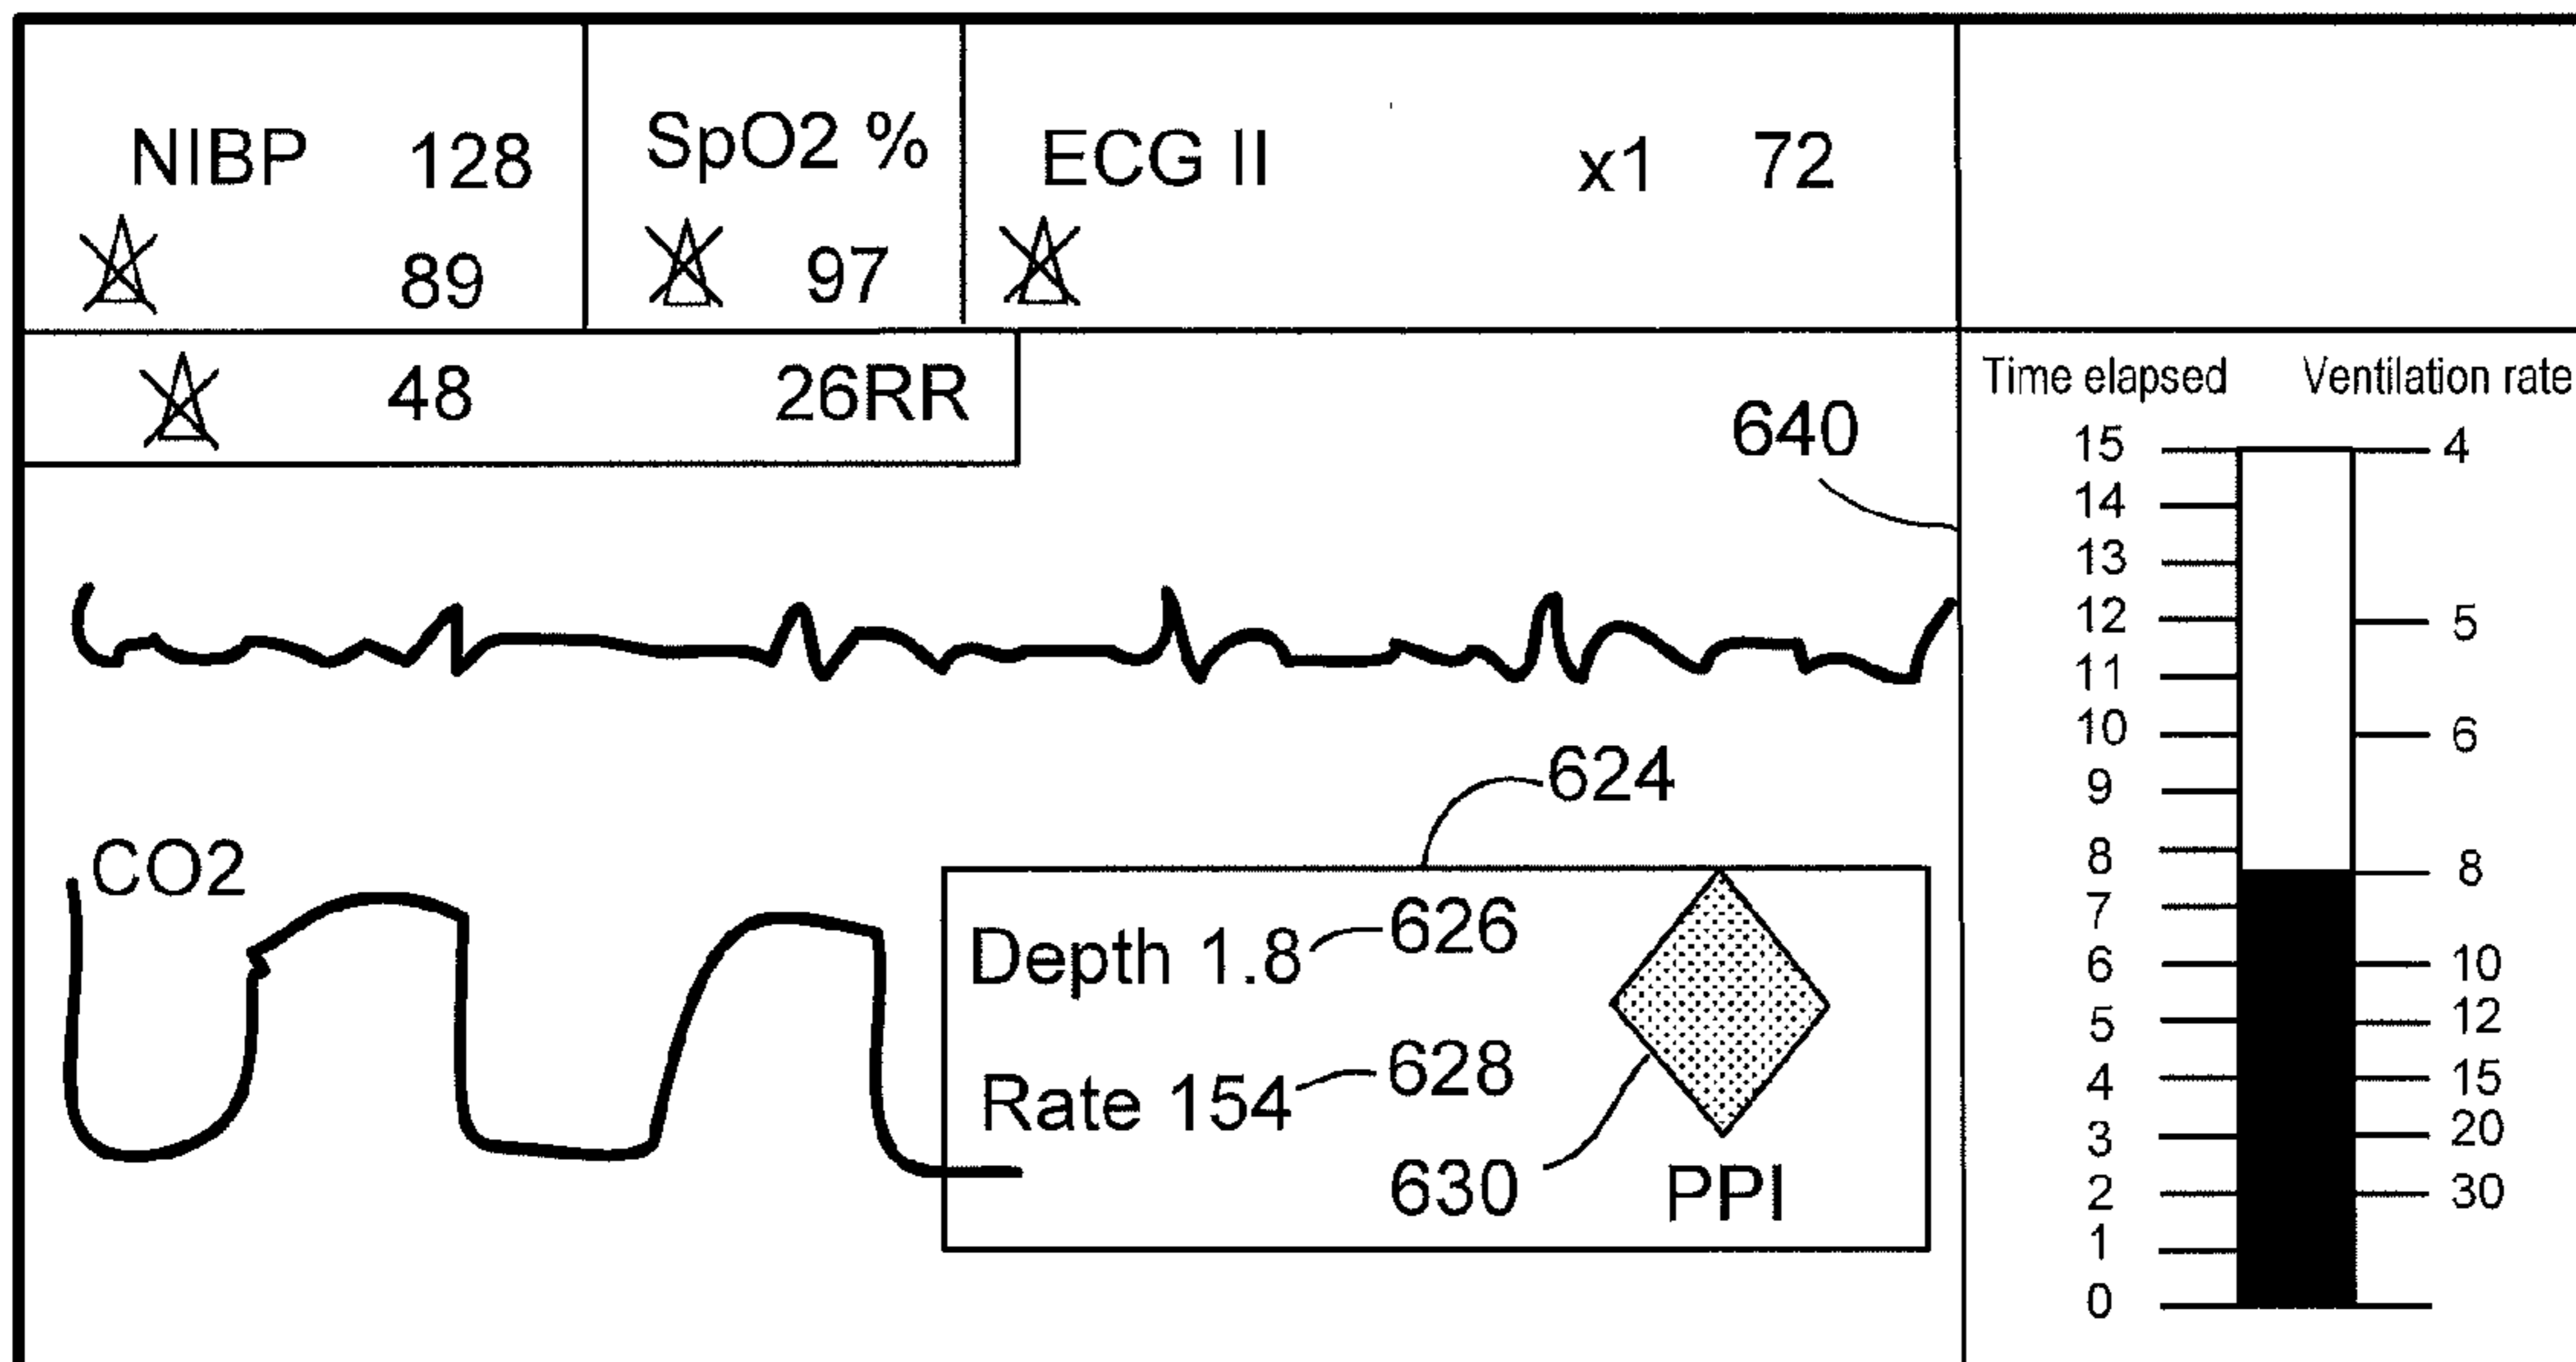 NIBP 128
89
SpO2 %
97
ECG II x1 72
48 26RR
640
624
CO2
Depth 1.8 626
Rate 154 628
630 PPI
Time elapsed Ventilation rate
15 4
14
13
12 5
11
10 6
9
8 8
7
6 10
5 12
4 15
3 20
2 30
1
0